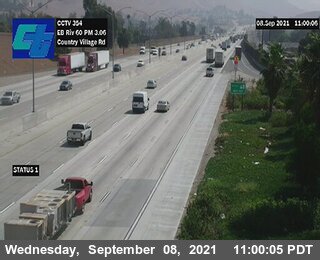 CCTV 354
EB Riv 60 PM 3.06
Country Village Rd
08.Sep 2021 11:00:06
STATUS 1
Wednesday, September 08, 2021 11:00:05 PDT